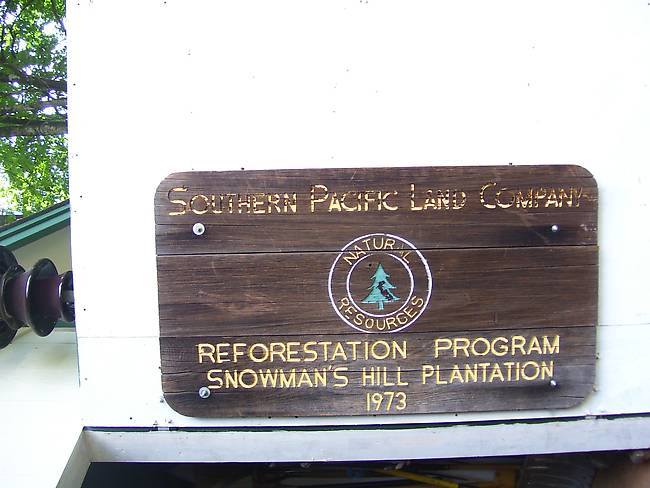 SOUTHERN PACIFIC LAND COMPANY
NATURAL
RESOURCES
REFORESTATION PROGRAM
SNOWMAN'S HILL PLANTATION
1973